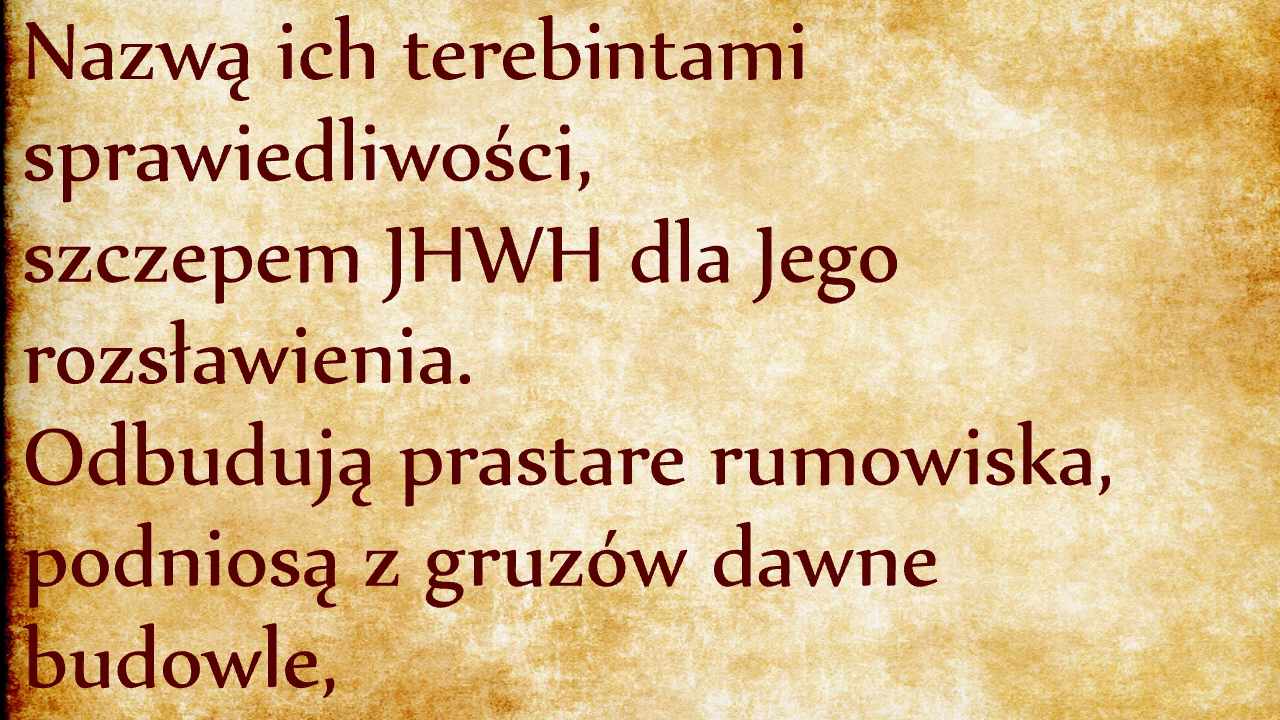 Nazwą ich terebintami
sprawiedliwości,
szczepem JHWH dla Jego
rozsławienia.
Odbudują prastare rumowiska,
podniosą z gruzów dawne
budowle,